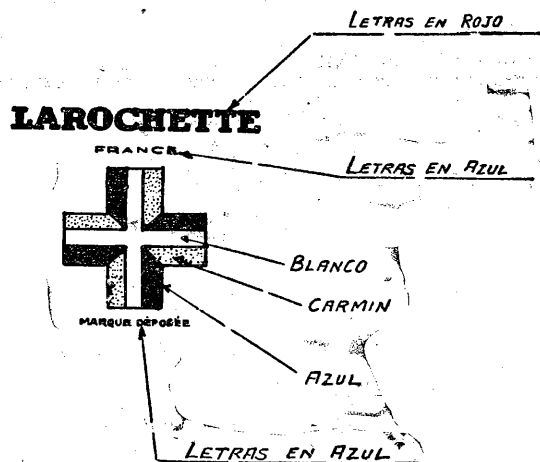 LETRAS EN ROJO
LAROCHETTE
FRANCE
LETRAS EN AZUL
BLANCO
CARMIN
MARQUE DÉPOSÉE
AZUL
LETRAS EN AZUL